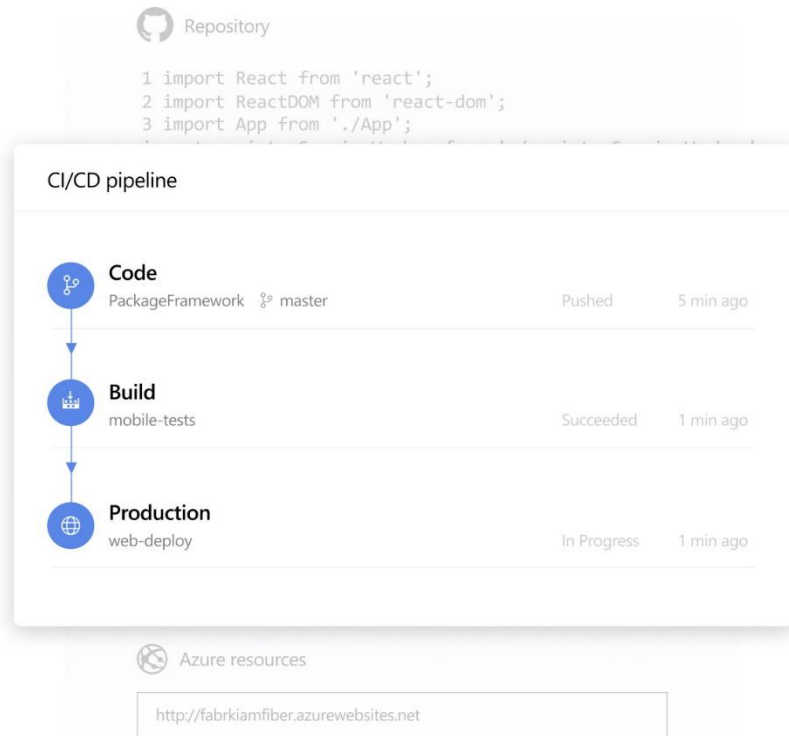 Repository
1 import React from 'react';
2 import ReactDOM from 'react-dom';
3 import App from './App';
CI/CD pipeline
Code
PackageFramework master Pushed 5 min ago
Build
mobile-tests Succeeded 1 min ago
Production
web-deploy In Progress 1 min ago
Azure resources
http://fabrkiamfiber.azurewebsites.net